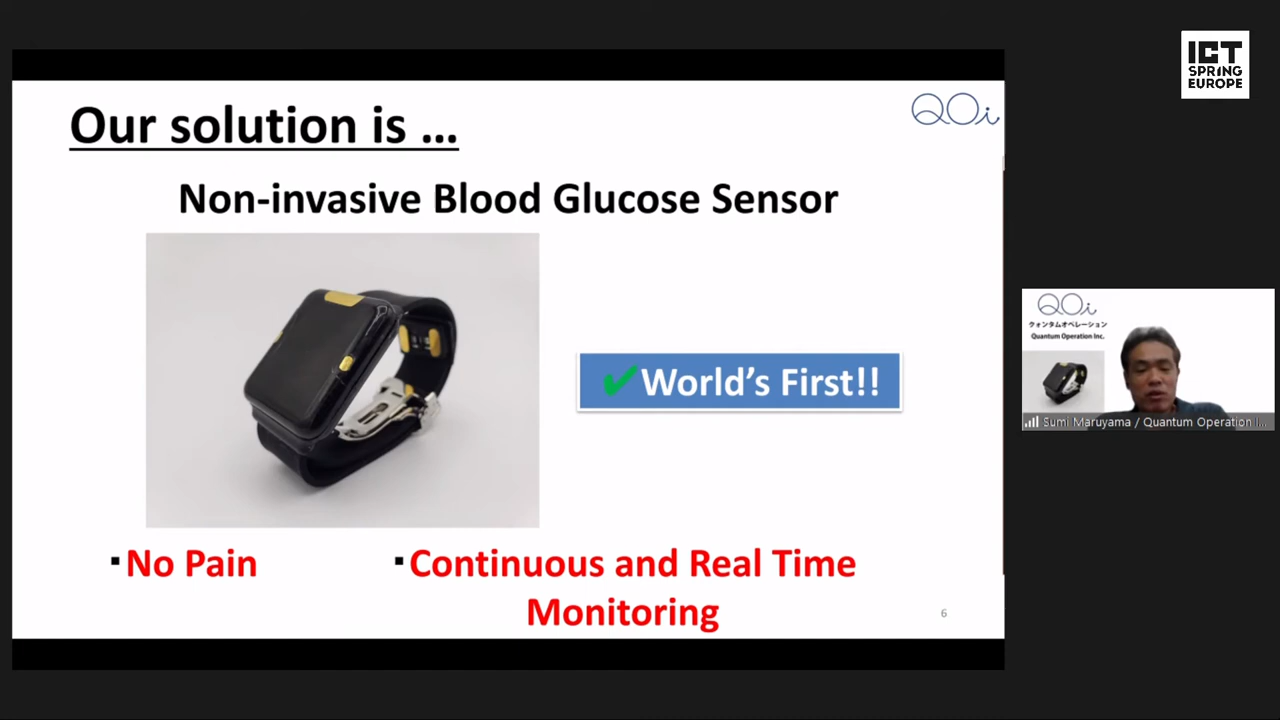 ICT
SPRING
EUROPE
QOi
Our solution is ...
Non-invasive Blood Glucose Sensor
✔World's First!!
▪No Pain
▪Continuous and Real Time
Monitoring
6
QOi
クォンタムオペレーション
Quantum Operation Inc.
Sumi Maruyama / Quantum Operation I...